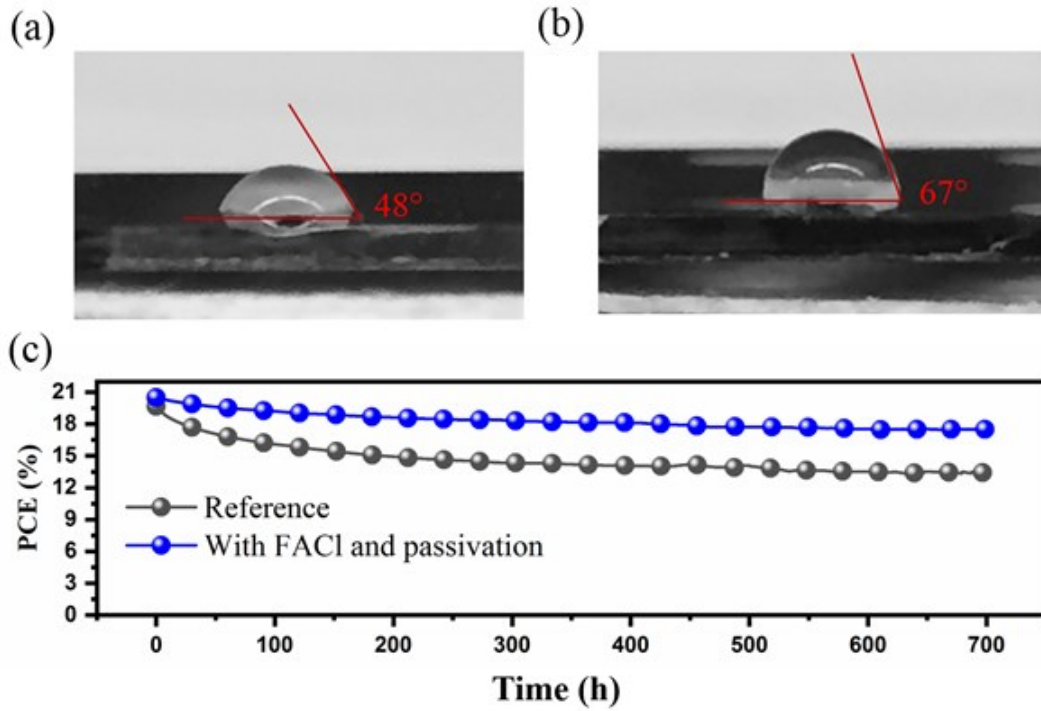 (a)
(b)
48°
67°
(c)
21
18
15
12
9
6
3
0
PCE (%)
Reference
With FACl and passivation
0 100 200 300 400 500 600 700
Time (h)